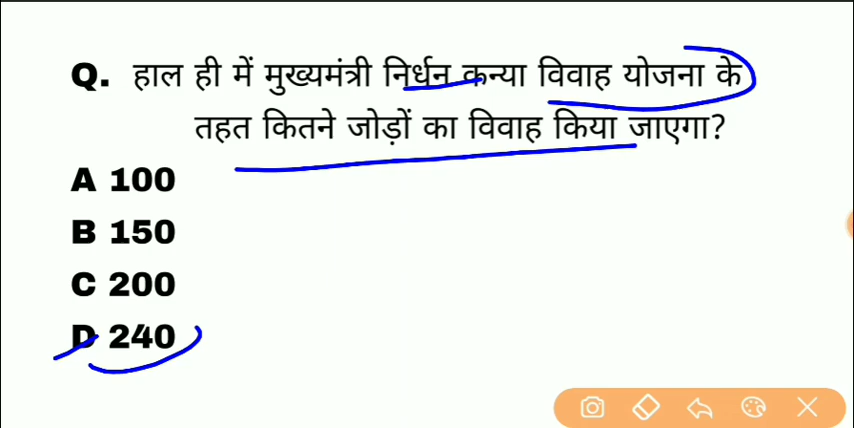 Q. हाल ही में मुख्यमंत्री निर्धन कन्या विवाह योजना के
तहत कितने जोड़ों का विवाह किया जाएगा?
A 100
B 150
C 200
D 240